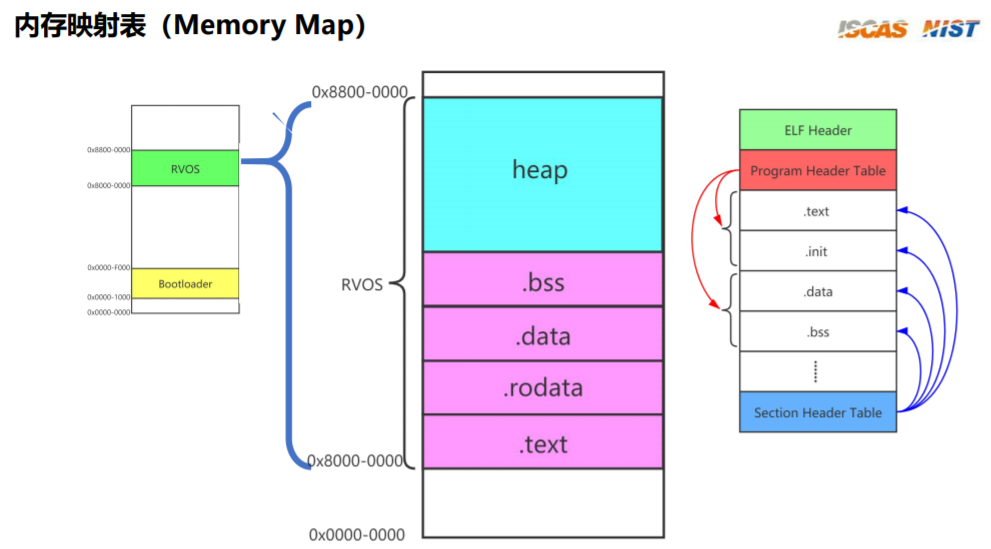 内存映射表（Memory Map）
ISCAS NIST
0x8800-0000
RVOS
0x8000-0000
0x0000-F000
Bootloader
0x0000-1000
0x0000-0000
0x8800-0000
heap
.bss
RVOS
.data
.rodata
.text
0x8000-0000
0x0000-0000
ELF Header
Program Header Table
.text
.init
.data
.bss
Section Header Table